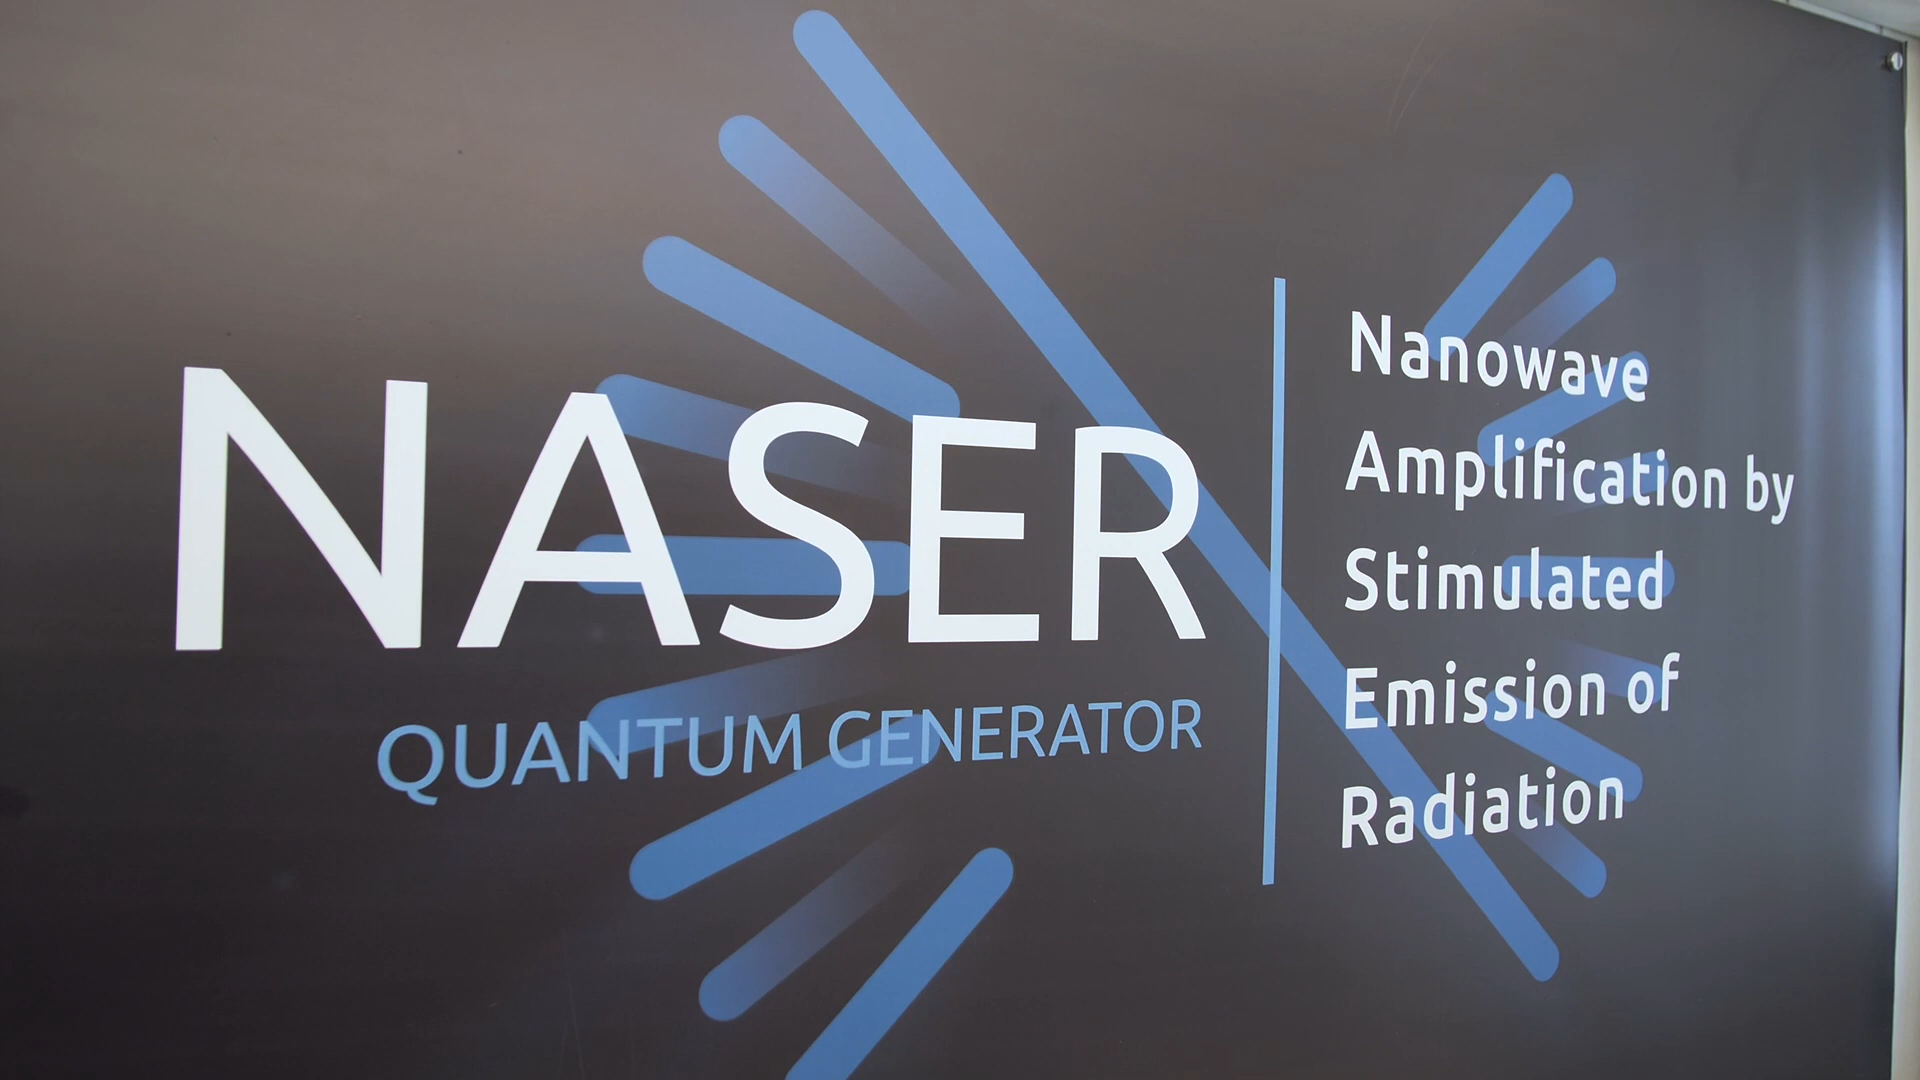 NASER
QUANTUM GENERATOR
Nanowave
Amplification by
Stimulated
Emission of
Radiation